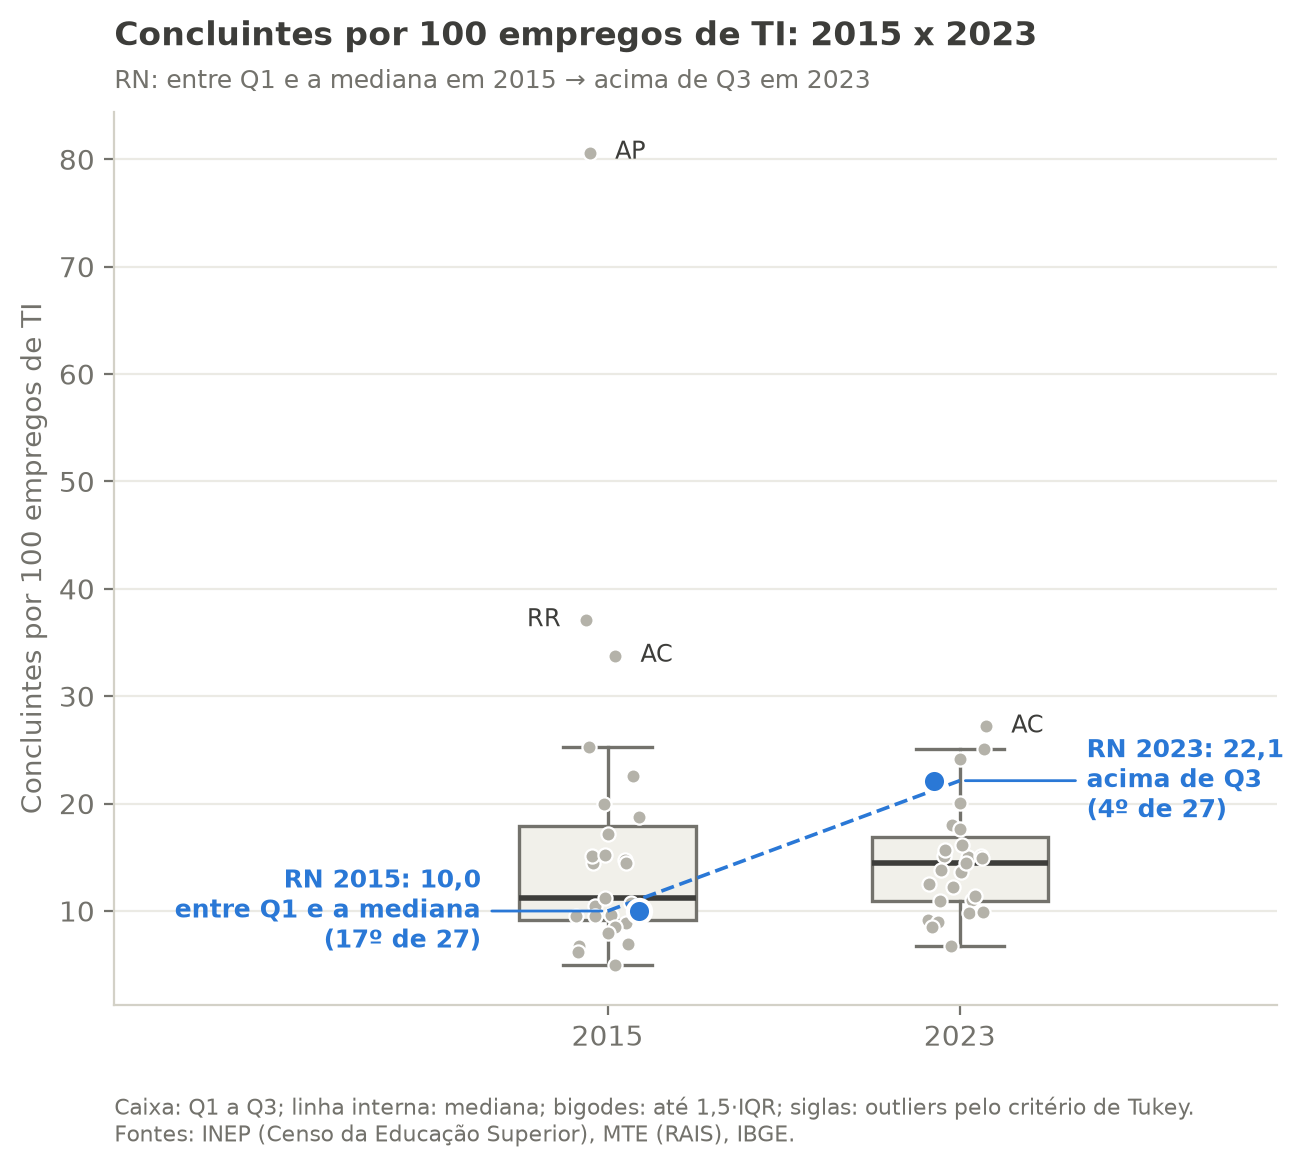 Concluintes por 100 empregos de TI: 2015 x 2023
RN: entre Q1 e a mediana em 2015 → acima de Q3 em 2023
Concluintes por 100 empregos de TI
80
70
60
50
40
30
20
10
AP
RR
AC
AC
RN 2023: 22,1
acima de Q3
(4º de 27)
RN 2015: 10,0
entre Q1 e a mediana
(17º de 27)
2015
2023
Caixa: Q1 a Q3; linha interna: mediana; bigodes: até 1,5·IQR; siglas: outliers pelo critério de Tukey.
Fontes: INEP (Censo da Educação Superior), MTE (RAIS), IBGE.